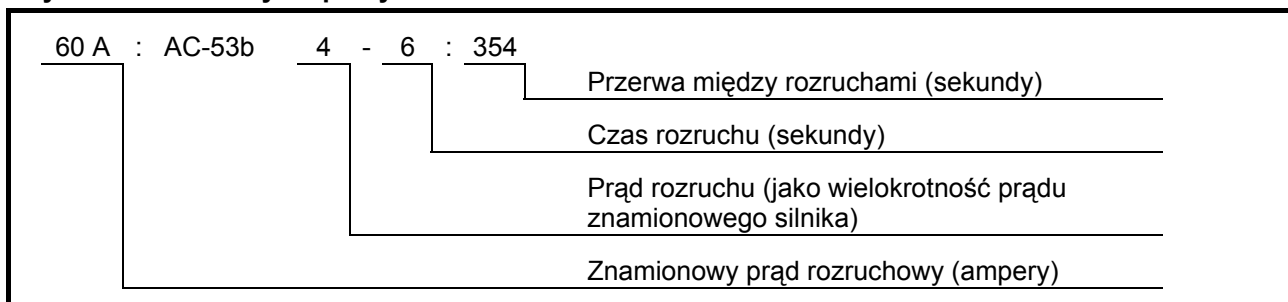 60 A : AC-53b 4 - 6 : 354
Przerwa między rozruchami (sekundy)
Czas rozruchu (sekundy)
Prąd rozruchu (jako wielokrotność prądu
znamionowego silnika)
Znamionowy prąd rozruchowy (ampery)